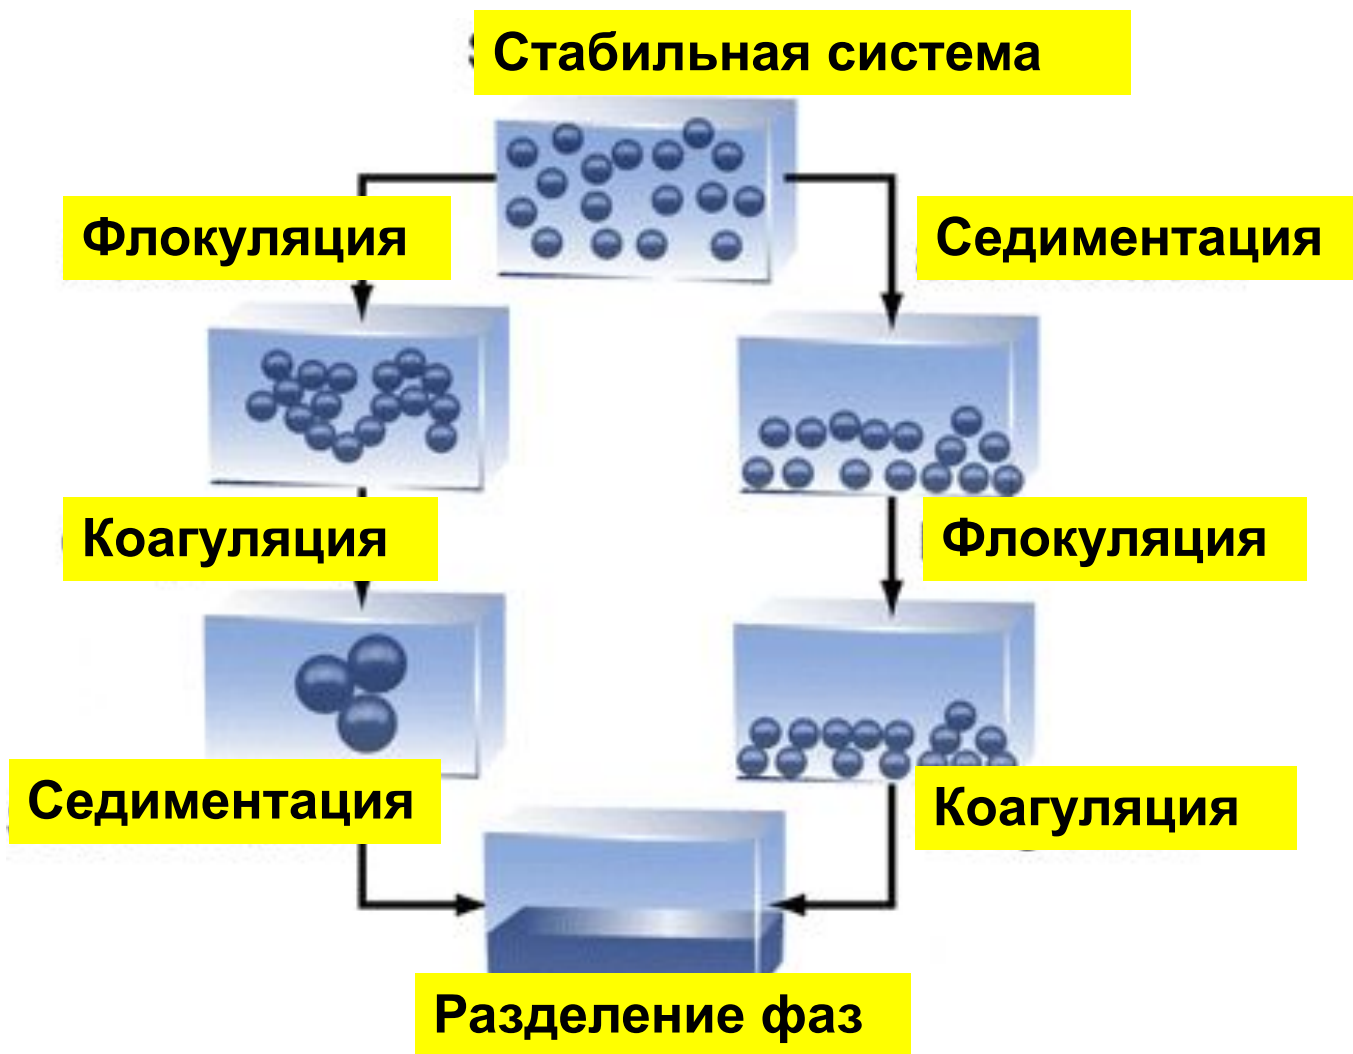 Стабильная система
Флокуляция
Седиментация
Коагуляция
Флокуляция
Седиментация
Коагуляция
Разделение фаз